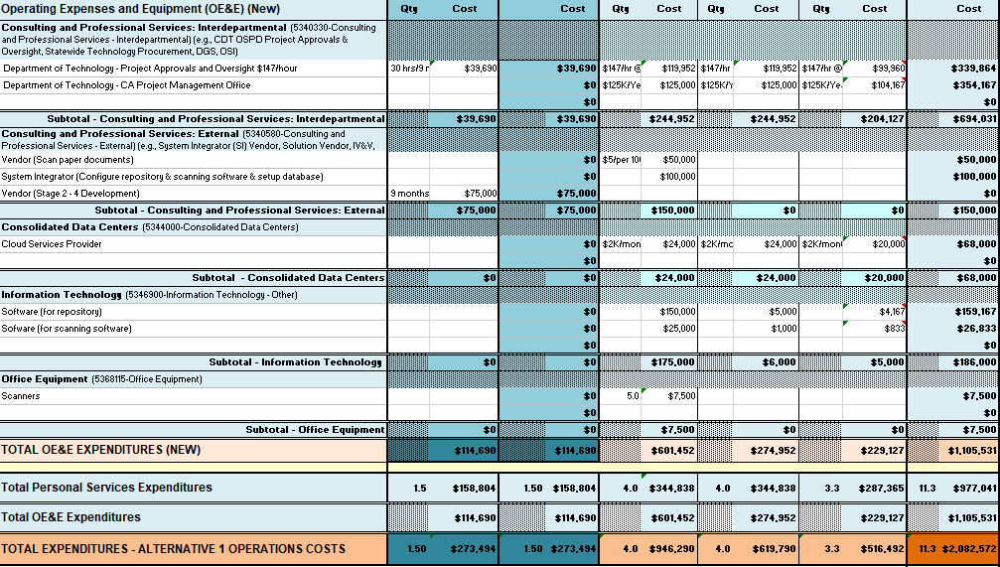 Operating Expenses and Equipment (OE&E) (New) Qty Cost Cost Qty Cost Qty Cost Qty Cost Cost
Consulting and Professional Services: Interdepartmental (5340330-Consulting
and Professional Services - Interdepartmental) (e.g., CDT OSPD Project Approvals &
Oversight, Statewide Technology Procurement, DGS, OSI)
Department of Technology - Project Approvals and Oversight $147/hour 30 hrs/9 $39,690 $39,690 $147/hr @ $119,952 $147/hr $119,952 $147/hr @ $99,960 $339,864
Department of Technology - CA Project Management Office $0 $125K/Ye $125,000 $125K/Y $125,000 $125K/Ye $104,167 $354,167
$0 $0
Subtotal - Consulting and Professional Services: Interdepartmental $39,690 $39,690 $244,952 $244,952 $204,127 $694,031
Consulting and Professional Services: External (5340580-Consulting and
Professional Services - External) (e.g., System Integrator (SI) Vendor, Solution Vendor, IV&V,
Vendor (Scan paper documents) $0 $5/per 10 $50,000 $50,000
System Integrator (Configure repository & scanning software & setup database) $0 $100,000 $100,000
Vendor (Stage 2 - 4 Development) 9 months $75,000 $75,000 $0
Subtotal - Consulting and Professional Services: External $75,000 $75,000 $150,000 $0 $0 $150,000
Consolidated Data Centers (5344000-Consolidated Data Centers)
Cloud Services Provider $0 $2K/mon $24,000 $2K/mo $24,000 $2K/mon $20,000 $68,000
$0 $0
Subtotal - Consolidated Data Centers $0 $0 $24,000 $24,000 $20,000 $68,000
Information Technology (5346900-Information Technology - Other)
Software (for repository) $0 $150,000 $5,000 $4,167 $159,167
Sofware (for scanning software) $0 $25,000 $1,000 $833 $26,833
$0 $0
Subtotal - Information Technology $0 $0 $175,000 $6,000 $5,000 $186,000
Office Equipment (5368115-Office Equipment)
Scanners $0 5.0 $7,500 $7,500
$0 $0
Subtotal - Office Equipment $0 $0 $7,500 $0 $0 $7,500
TOTAL OE&E EXPENDITURES (NEW) $114,690 $114,690 $601,452 $274,952 $229,127 $1,105,531
Total Personal Services Expenditures 1.5 $158,804 1.50 $158,804 4.0 $344,838 4.0 $344,838 3.3 $287,365 11.3 $977,041
Total OE&E Expenditures $114,690 $114,690 $601,452 $274,952 $229,127 $1,105,531
TOTAL EXPENDITURES - ALTERNATIVE 1 OPERATIONS COSTS 1.50 $273,494 1.50 $273,494 4.0 $946,290 4.0 $619,790 3.3 $516,492 11.3 $2,082,572